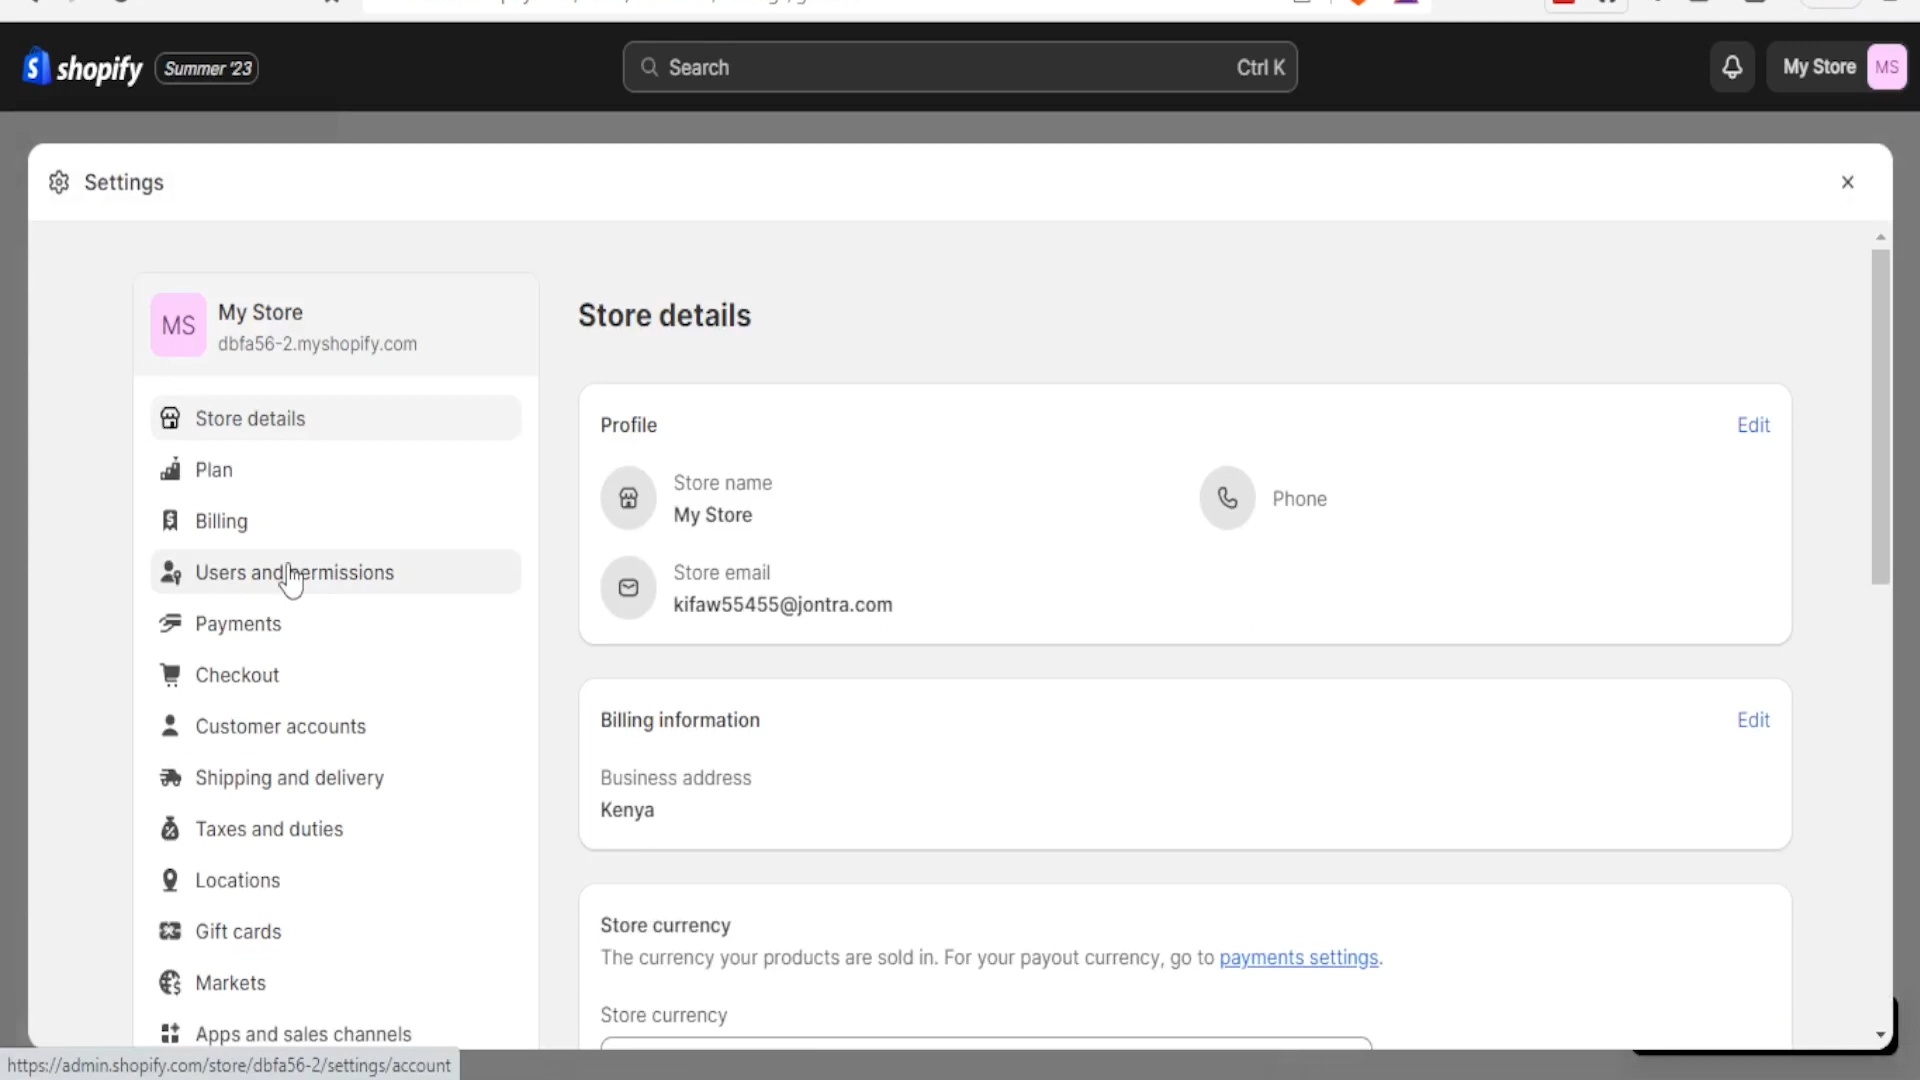 shopify Summer '23
Search Ctrl K
My Store MS
Settings
MS My Store
dbfa56-2.myshopify.com
Store details
Plan
Billing
Users and permissions
Payments
Checkout
Customer accounts
Shipping and delivery
Taxes and duties
Locations
Gift cards
Markets
Apps and sales channels
Store details
Profile Edit
Store name
My Store
Phone
Store email
kifaw55455@jontra.com
Billing information Edit
Business address
Kenya
Store currency
The currency your products are sold in. For your payout currency, go to payments settings.
Store currency
https://admin.shopify.com/store/dbfa56-2/settings/account